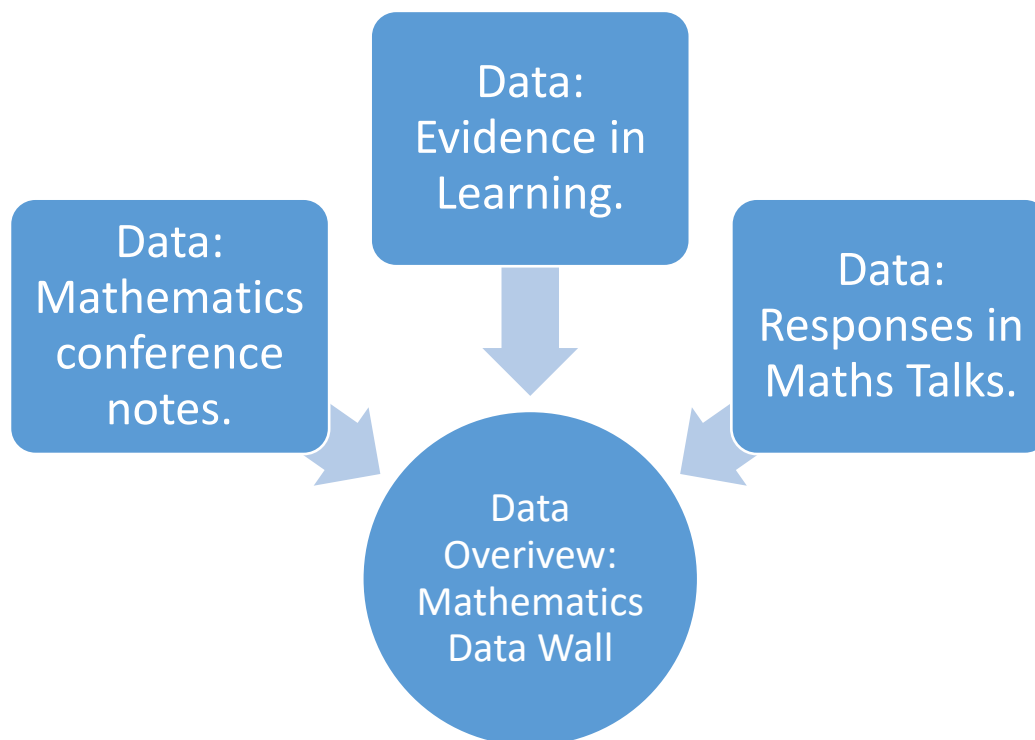 Data:
Evidence in
Learning.
Data:
Mathematics
conference
notes.
Data:
Responses in
Maths Talks.
Data
Overivew:
Mathematics
Data Wall